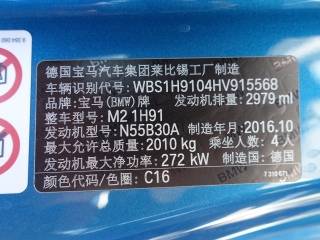 德国宝马汽车集团莱比锡工厂制造
车辆识别代号: WBS1H9104HV915568
品牌: 宝马(BMW)牌 发动机排量: 2979 ml
整车型号: M2 1H91
发动机型号: N55B30A 制造年月: 2016.10
最大允许总质量: 2010 kg 乘坐人数: 4人
发动机最大净功率: 272 kW 制造国: 德国
颜色代码/色圈: C16
7310671